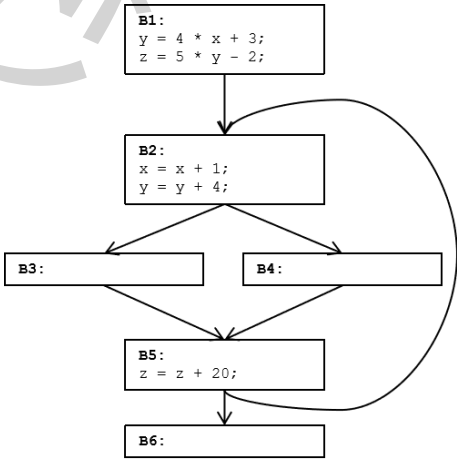 B1:
y = 4 * x + 3;
z = 5 * y - 2;
B2:
x = x + 1;
y = y + 4;
B3:
B4:
B5:
z = z + 20;
B6: